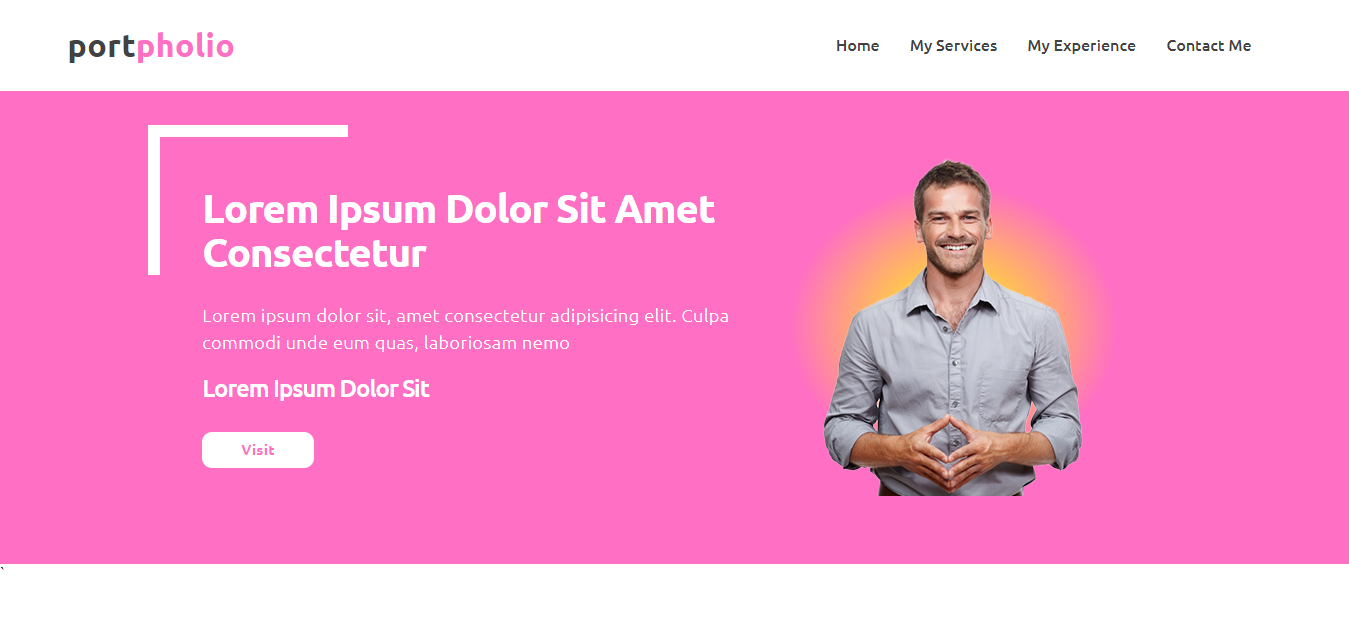 portpholio
Home My Services My Experience Contact Me
Lorem Ipsum Dolor Sit Amet
Consectetur
Lorem ipsum dolor sit, amet consectetur adipisicing elit. Culpa
commodi unde eum quas, laboriosam nemo
Lorem Ipsum Dolor Sit
Visit
`